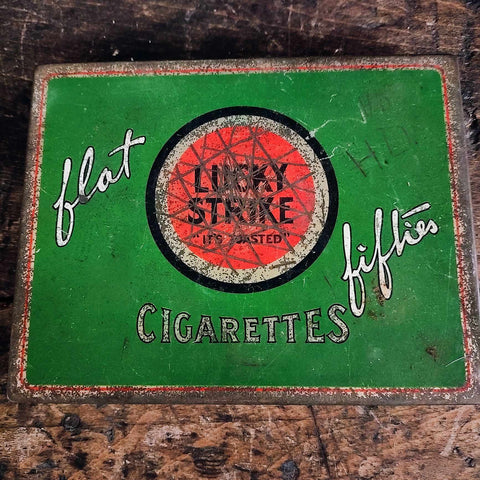 flat
LUCKY
STRIKE
"IT'S TOASTED"
fifties
CIGARETTES